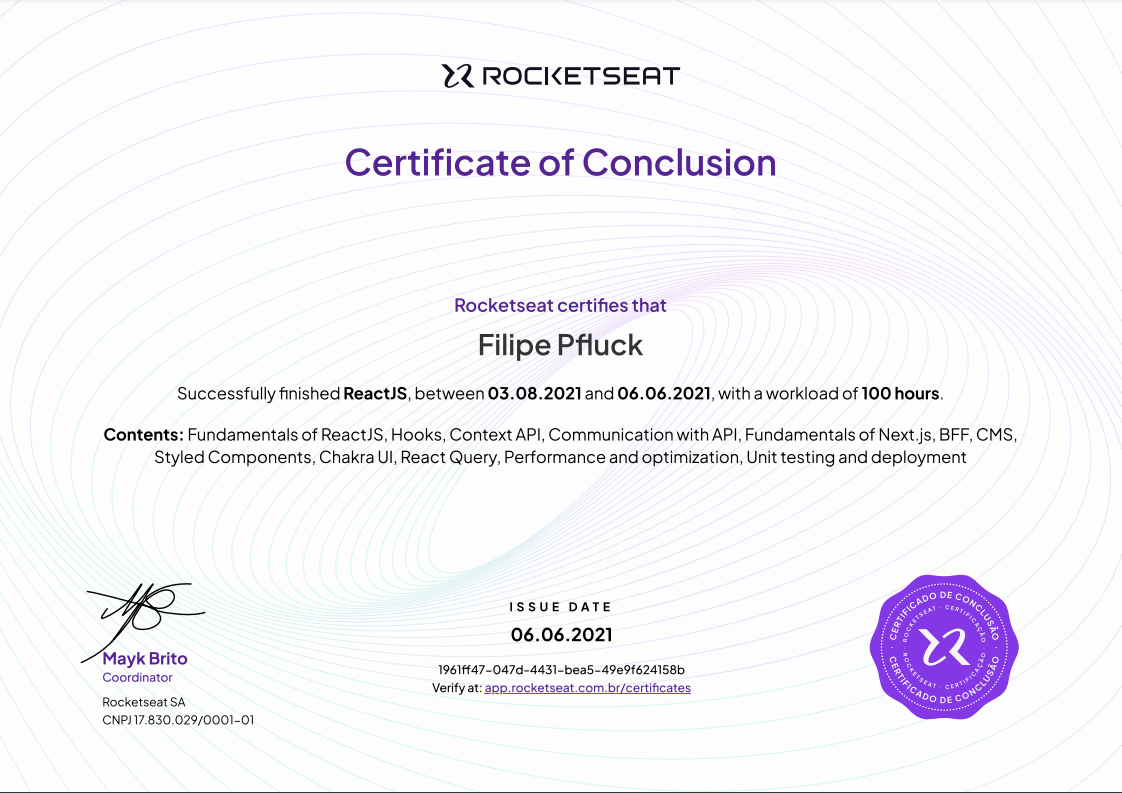 ROCKETSEAT
Certificate of Conclusion
Rocketseat certifies that
Filipe Pfluck
Successfully finished ReactJS, between 03.08.2021 and 06.06.2021, with a workload of 100 hours.
Contents: Fundamentals of ReactJS, Hooks, Context API, Communication with API, Fundamentals of Next.js, BFF, CMS,
Styled Components, Chakra UI, React Query, Performance and optimization, Unit testing and deployment
Mayk Brito
Coordinator
Rocketseat SA
CNPJ 17.830.029/0001-01
ISSUE DATE
06.06.2021
1961ff47-047d-4431-bea5-49e9f624158b
Verify at: app.rocketseat.com.br/certificates
CERTIFICADO DE CONCLUSÃO
ROCKETSEAT · CERTIFICAÇÃO
ROCKETSEAT · CERTIFICAÇÃO
CERTIFICADO DE CONCLUSÃO